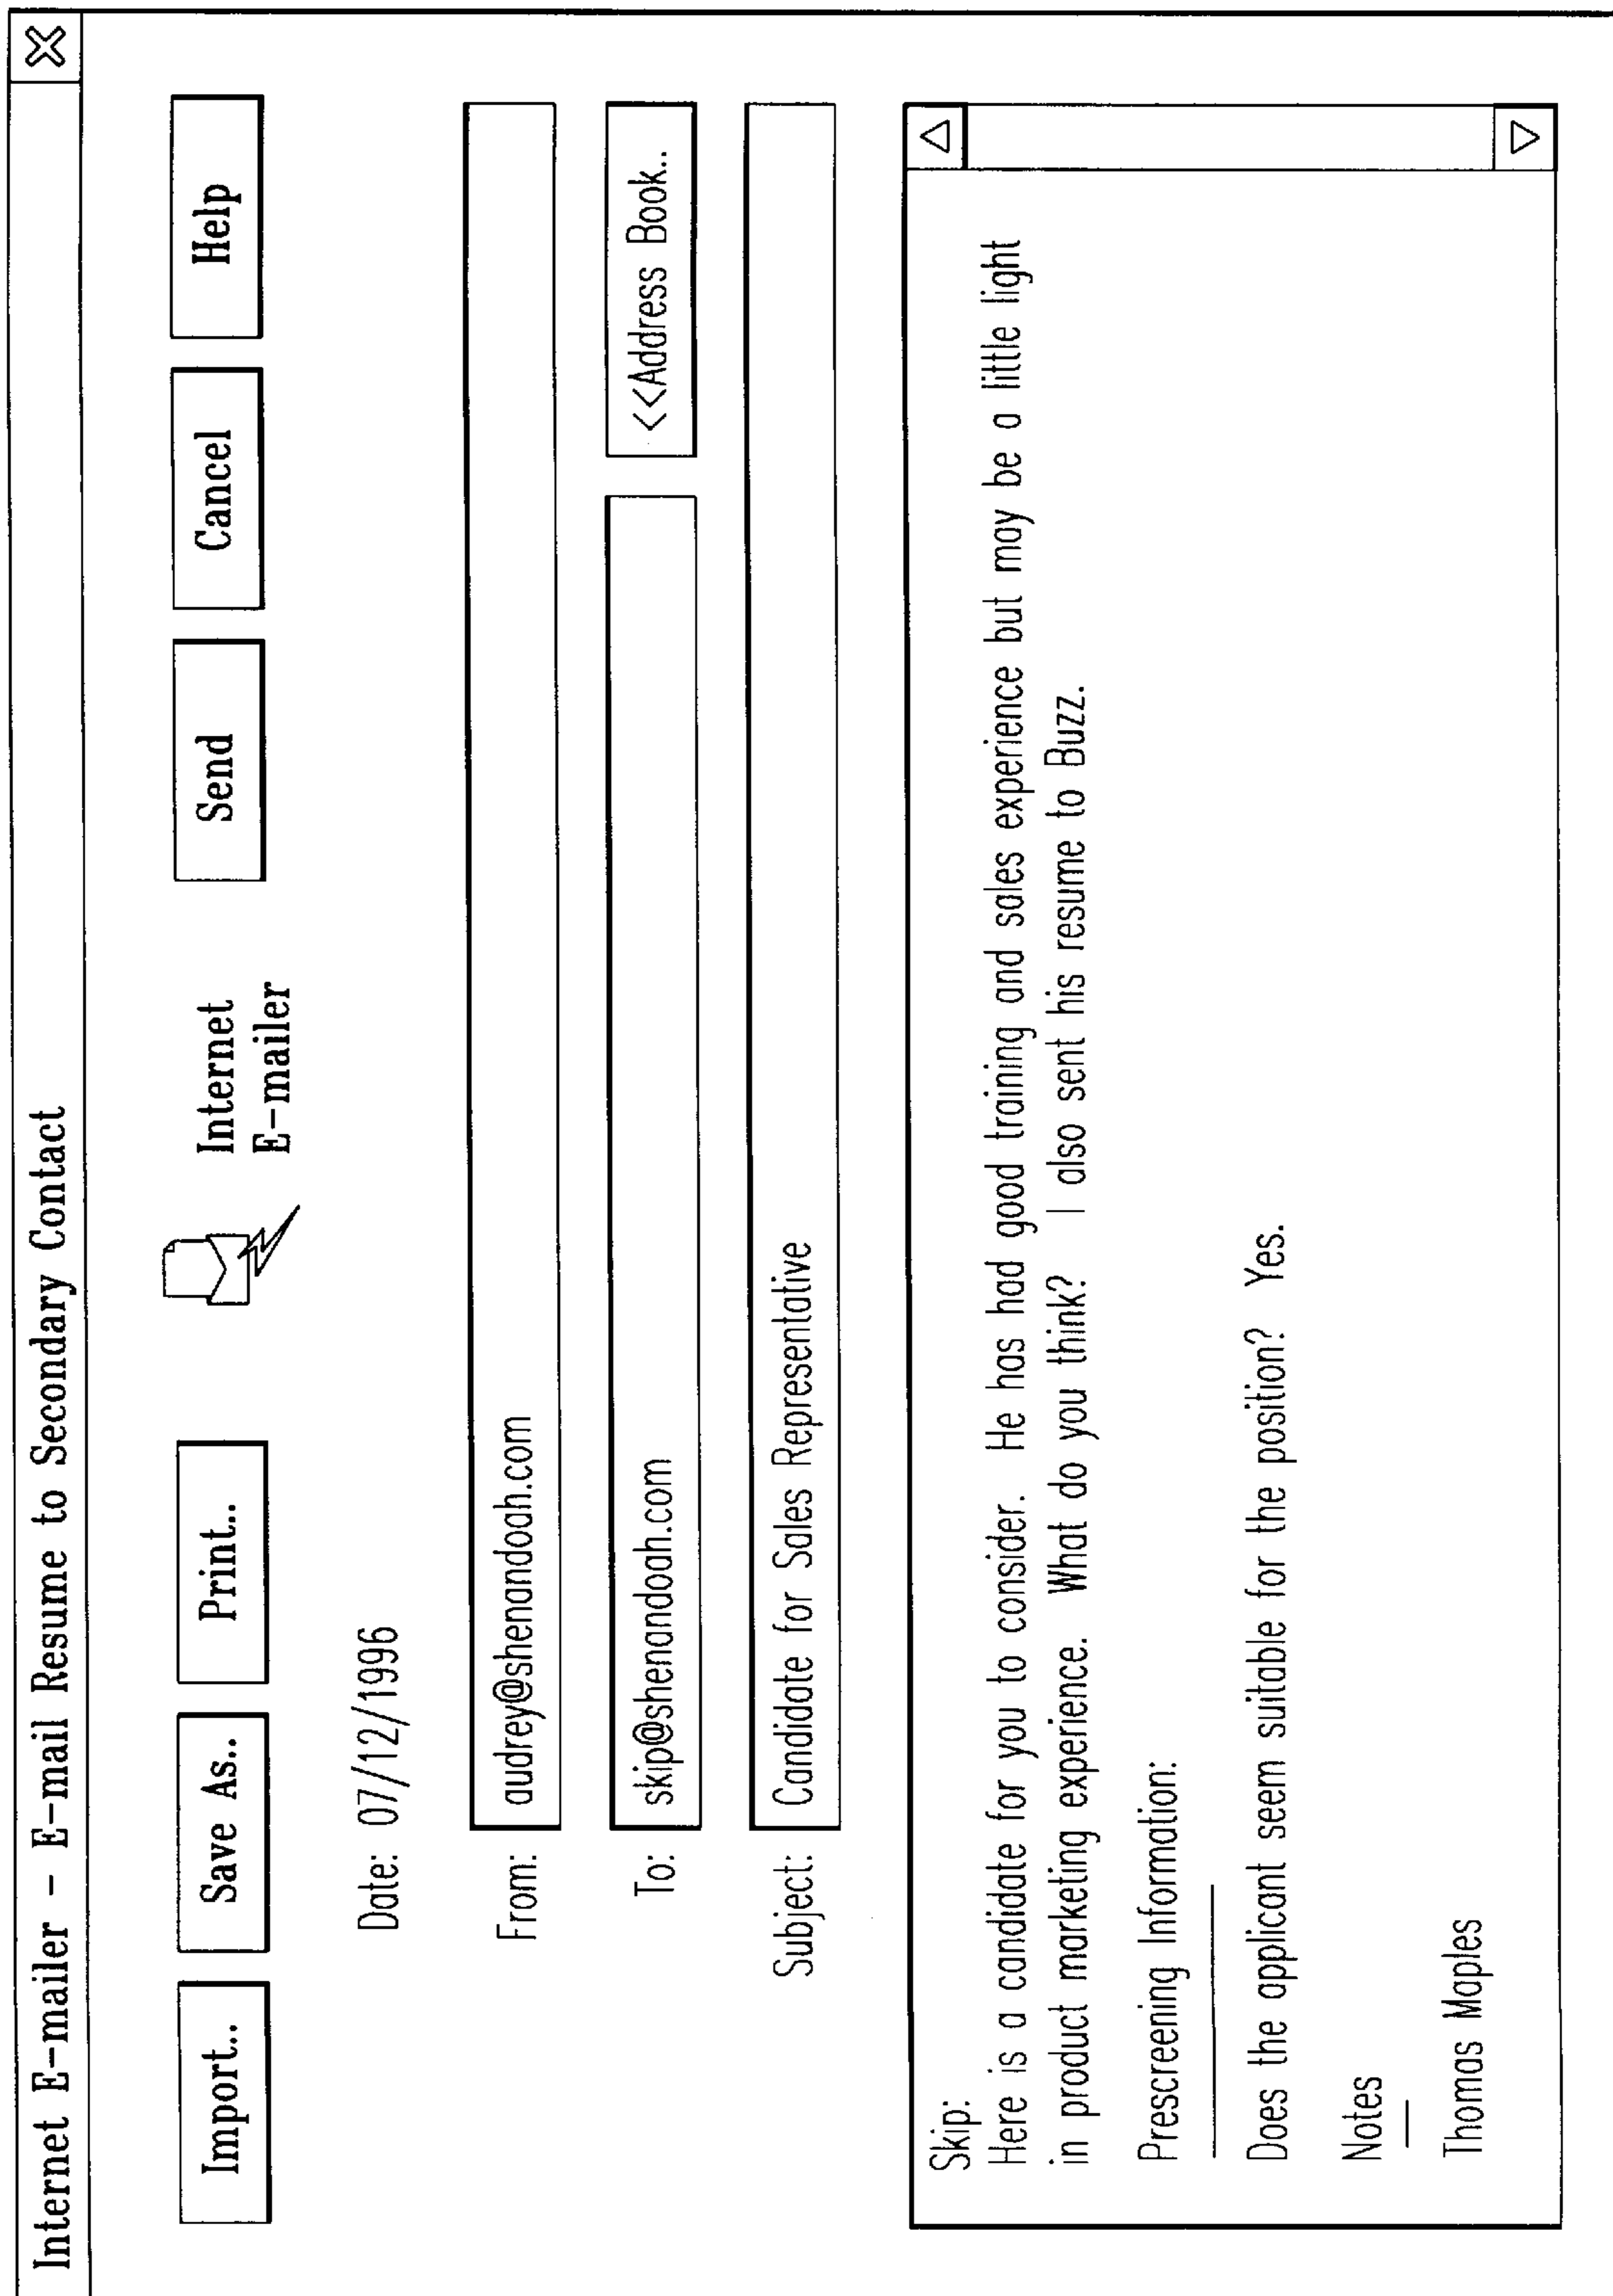 Internet E-mailer - E-mail Resume to Secondary Contact
Import..
Save As..
Print..
Internet
E-mailer
Send
Cancel
Help
Date: 07/12/1996
From: audrey@shenandoah.com
To: skip@shenandoah.com <<Address Book..
Subject: Candidate for Sales Representative
Skip:
Here is a candidate for you to consider. He has had good training and sales experience but may be a little light
in product marketing experience. What do you think? I also sent his resume to Buzz.
Prescreening Information:
Does the applicant seem suitable for the position? Yes.
Notes
Thomas Maples